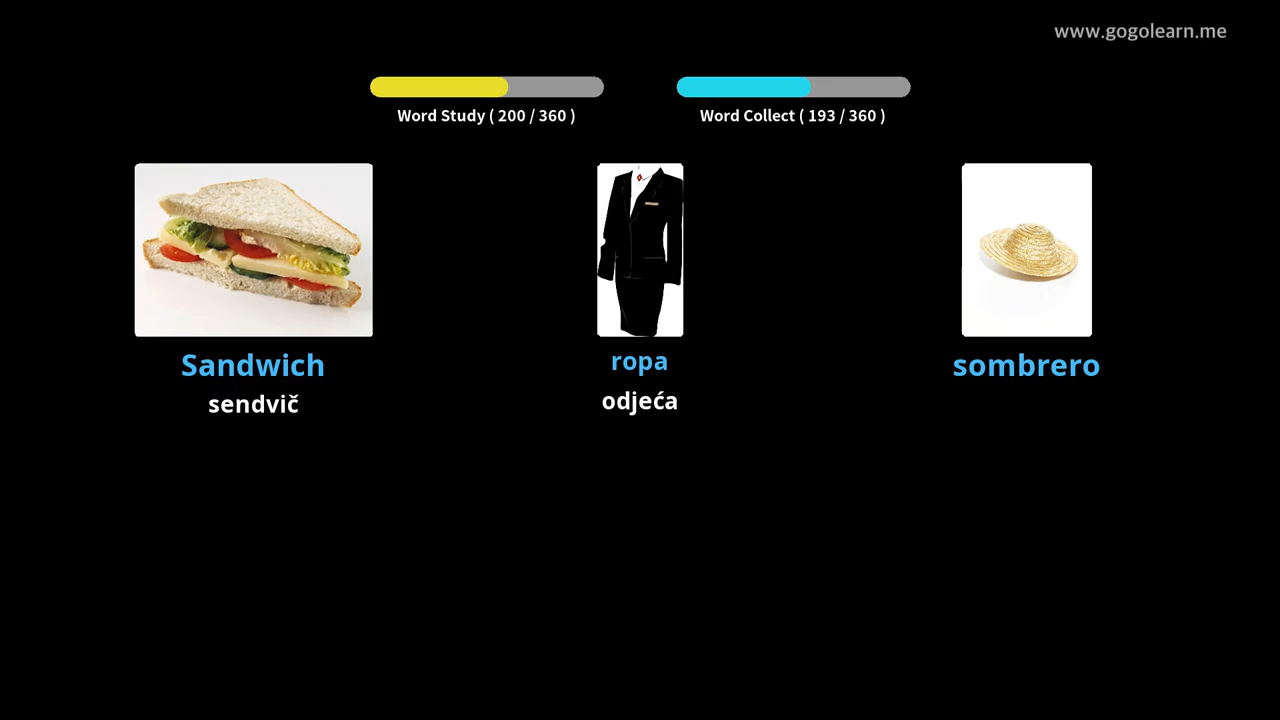 www.gogolearn.me
Word Study ( 200 / 360 )
Word Collect ( 193 / 360 )
Sandwich
sendvič
ropa
odjeća
sombrero